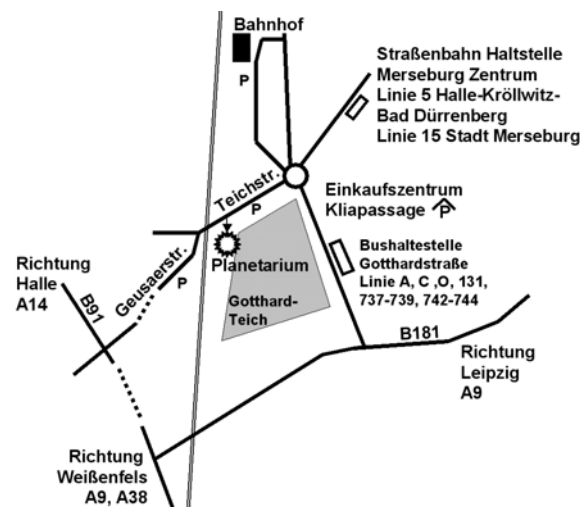 Bahnhof
P
Straßenbahn Haltstelle
Merseburg Zentrum
Linie 5 Halle-Kröllwitz-
Bad Dürrenberg
Linie 15 Stadt Merseburg
Teichstr.
P
Einkaufszentrum
Kliapassage P
Bushaltestelle
Gotthardstraße
Linie A, C ,O, 131,
737-739, 742-744
Planetarium
Gotthard-
Teich
Geusaerstr.
P
Richtung
Halle
A14
B91
B181
Richtung
Leipzig
A9
Richtung
Weißenfels
A9, A38